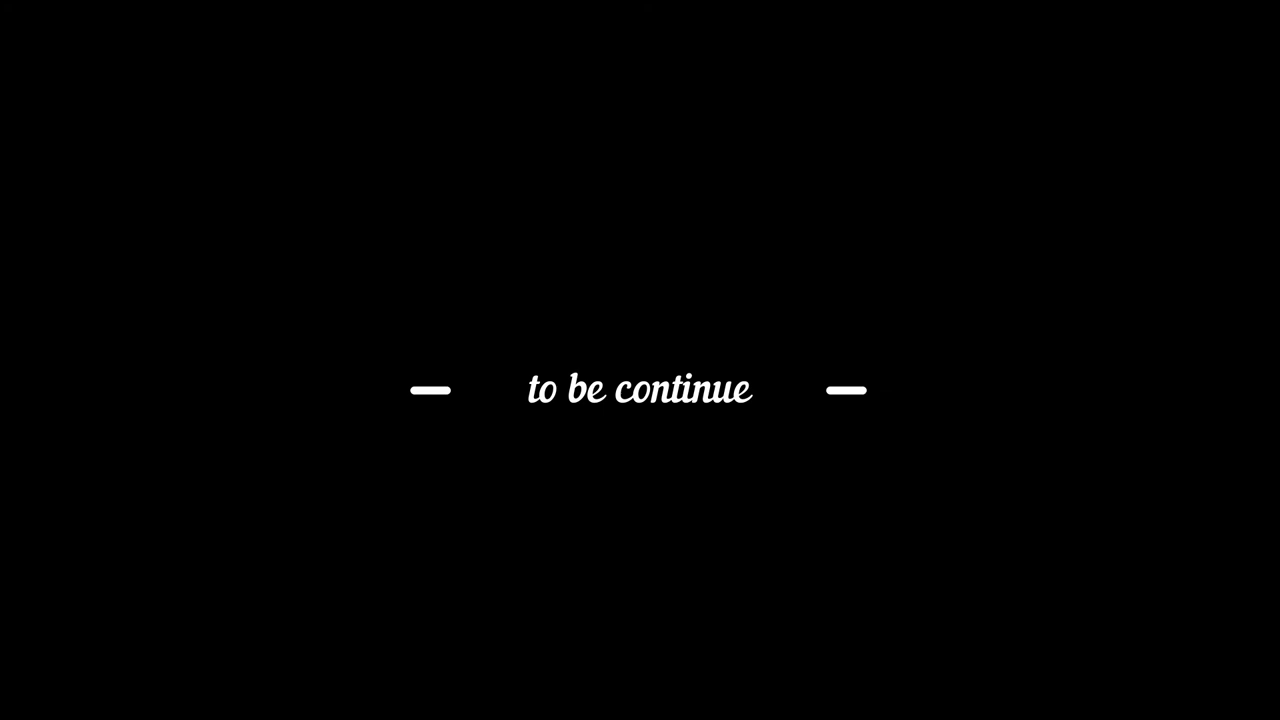 — to be continue —